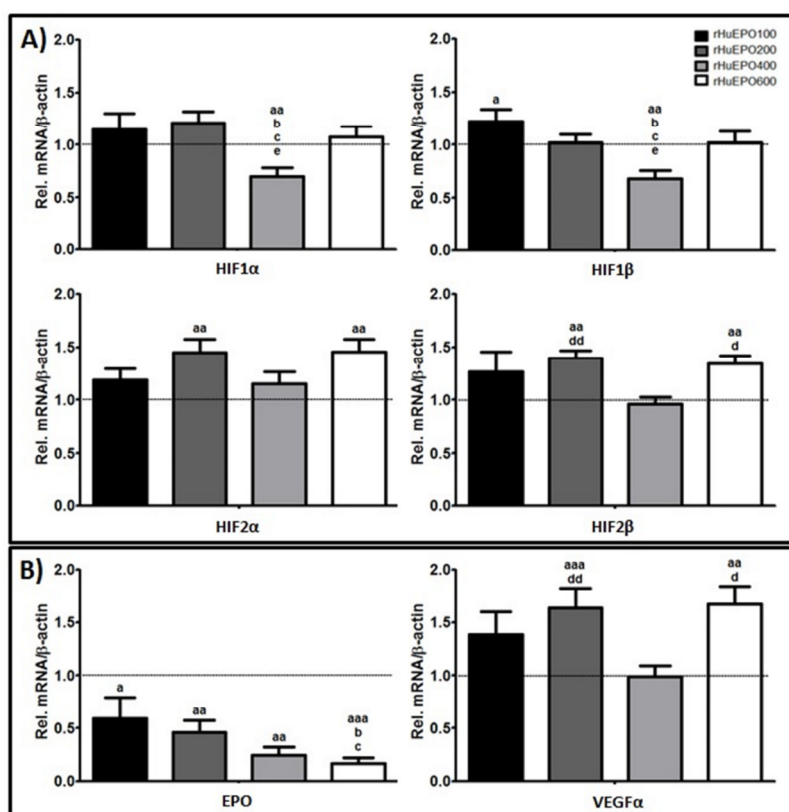 A)
rHuEPO100
rHuEPO200
rHuEPO400
rHuEPO600
Rel. mRNA/β-actin
2.0
1.5
1.0
0.5
0.0
aa
b
c
e
HIF1α
Rel. mRNA/β-actin
2.0
1.5
1.0
0.5
0.0
a
aa
b
c
e
HIF1β
Rel. mRNA/β-actin
2.0
1.5
1.0
0.5
0.0
aa
aa
HIF2α
Rel. mRNA/β-actin
2.0
1.5
1.0
0.5
0.0
aa
dd
aa
d
HIF2β
B)
Rel. mRNA/β-actin
2.0
1.5
1.0
0.5
0.0
a
aa
aa
aaa
b
c
EPO
Rel. mRNA/β-actin
2.0
1.5
1.0
0.5
0.0
aaa
dd
aa
d
VEGFα